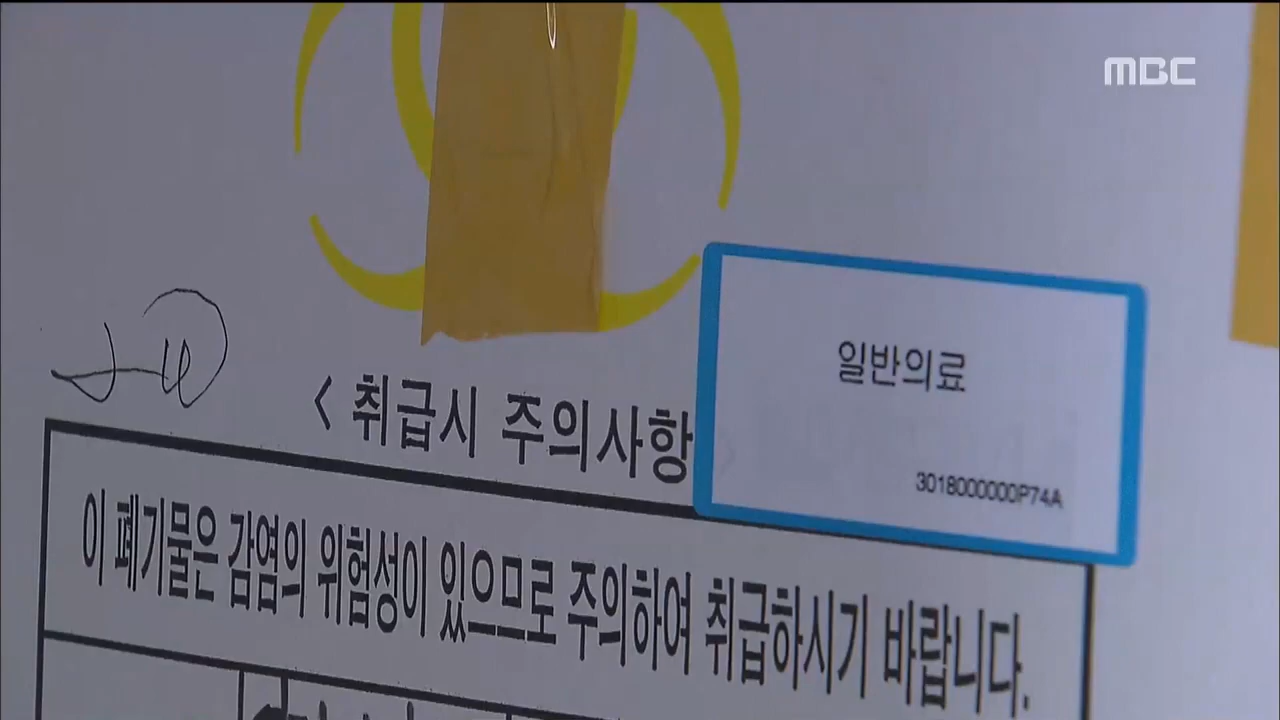 MBC
일반의료
3018000000P74A
< 취급시 주의사항
이 폐기물은 감염의 위험성이 있으므로 주의하여 취급하시기 바랍니다.